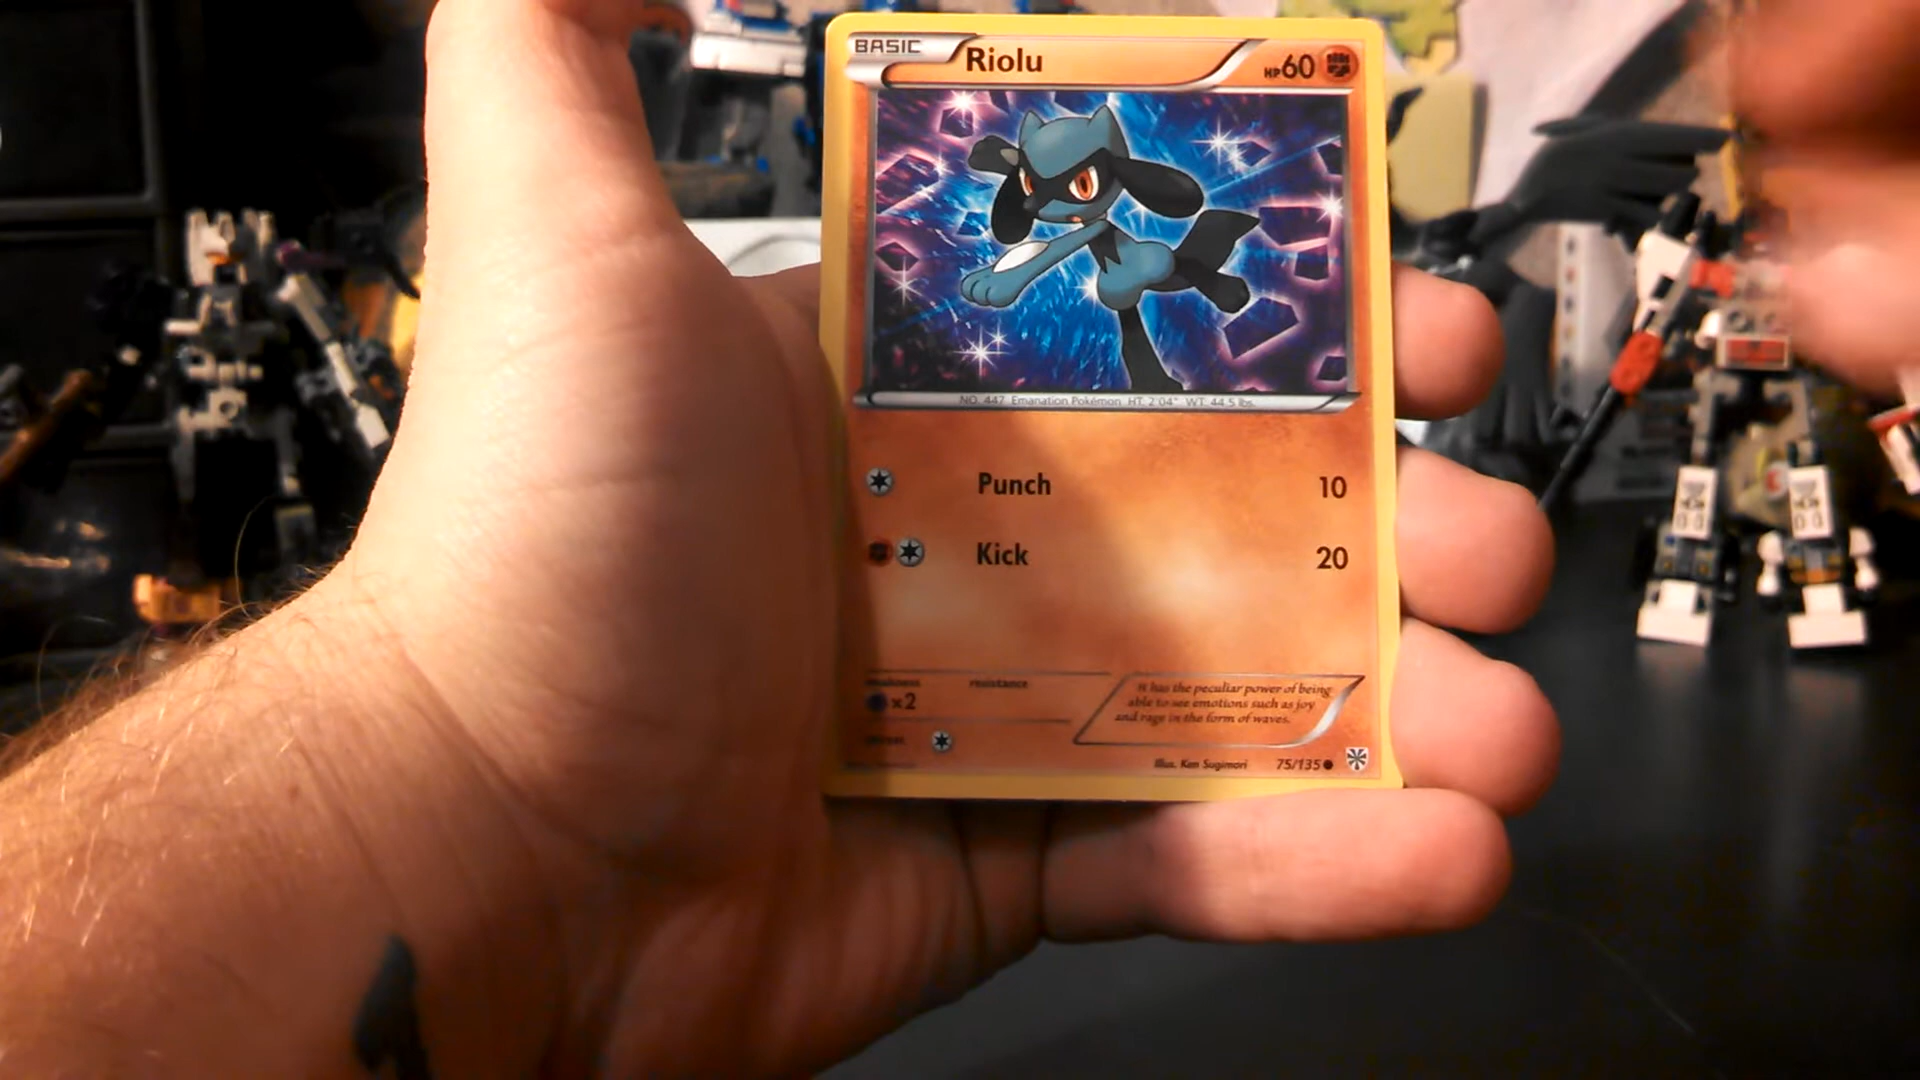 BASIC Riolu HP60
NO. 447 Emanation Pokémon HT: 2'04" WT: 44.5 lbs.
Punch 10
Kick 20
weakness resistance
x2
It has the peculiar power of being
able to see emotions such as joy
and rage in the form of waves.
Illus. Ken Sugimori 75/135